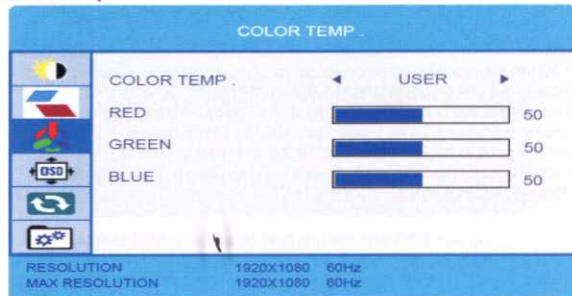 COLOR TEMP.
COLOR TEMP. USER
RED 50
GREEN 50
BLUE 50
OSD
RESOLUTION 1920X1080 60Hz
MAX RESOLUTION 1920X1080 60Hz